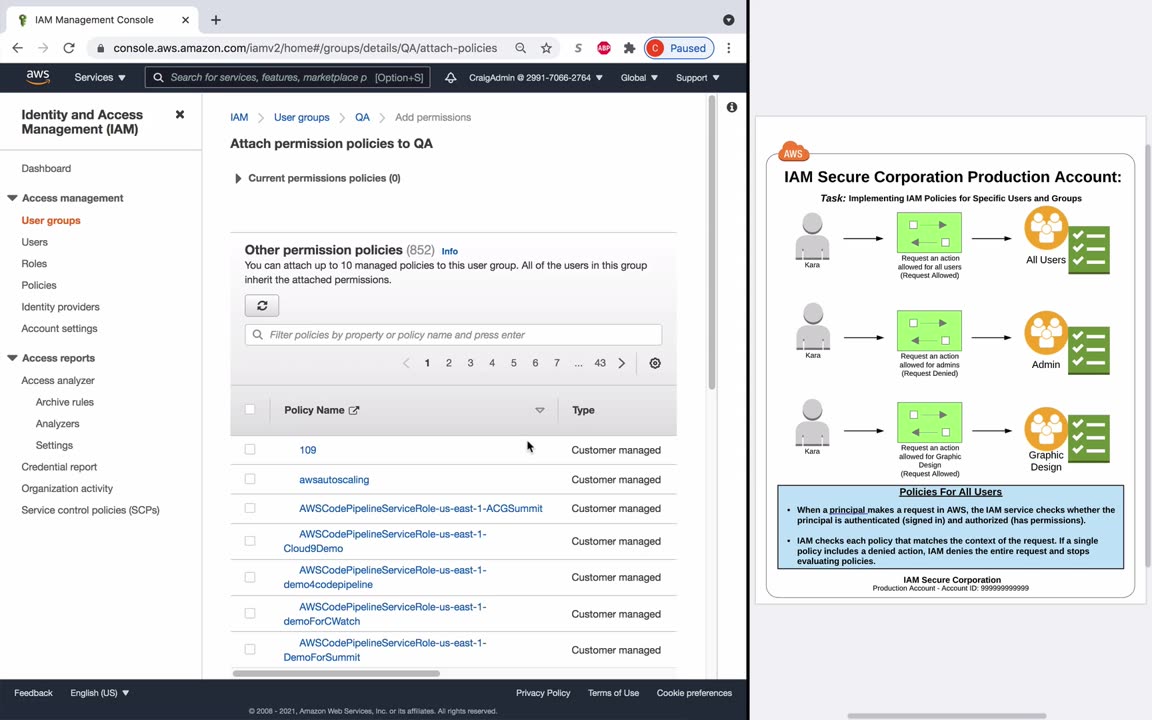 IAM Management Console
console.aws.amazon.com/iamv2/home#/groups/details/QA/attach-policies
S
ABP
C
Paused
aws
Services
Search for services, features, marketplace p
[Option+S]
CraigAdmin @ 2991-7066-2764
Global
Support
Identity and Access
Management (IAM)
Dashboard
Access management
User groups
Users
Roles
Policies
Identity providers
Account settings
Access reports
Access analyzer
Archive rules
Analyzers
Settings
Credential report
Organization activity
Service control policies (SCPs)
IAM
User groups
QA
Add permissions
Attach permission policies to QA
Current permissions policies (0)
Other permission policies (852) Info
You can attach up to 10 managed policies to this user group. All of the users in this group
inherit the attached permissions.
Filter policies by property or policy name and press enter
1 2 3 4 5 6 7 ... 43
Policy Name
Type
109
Customer managed
awsautoscaling
Customer managed
AWSCodePipelineServiceRole-us-east-1-ACGSummit
Customer managed
AWSCodePipelineServiceRole-us-east-1-
Cloud9Demo
Customer managed
AWSCodePipelineServiceRole-us-east-1-
demo4codepipeline
Customer managed
AWSCodePipelineServiceRole-us-east-1-
demoForCWatch
Customer managed
AWSCodePipelineServiceRole-us-east-1-
DemoForSummit
Customer managed
Feedback
English (US)
Privacy Policy
Terms of Use
Cookie preferences
© 2008 - 2021, Amazon Web Services, Inc. or its affiliates. All rights reserved.
AWS
IAM Secure Corporation Production Account:
Task: Implementing IAM Policies for Specific Users and Groups
Kara
Request an action
allowed for all users
(Request Allowed)
All Users
Kara
Request an action
allowed for admins
(Request Denied)
Admin
Kara
Request an action
allowed for Graphic
Design
(Request Allowed)
Graphic
Design
Policies For All Users
• When a principal makes a request in AWS, the IAM service checks whether the
principal is authenticated (signed in) and authorized (has permissions).
• IAM checks each policy that matches the context of the request. If a single
policy includes a denied action, IAM denies the entire request and stops
evaluating policies.
IAM Secure Corporation
Production Account - Account ID: 999999999999